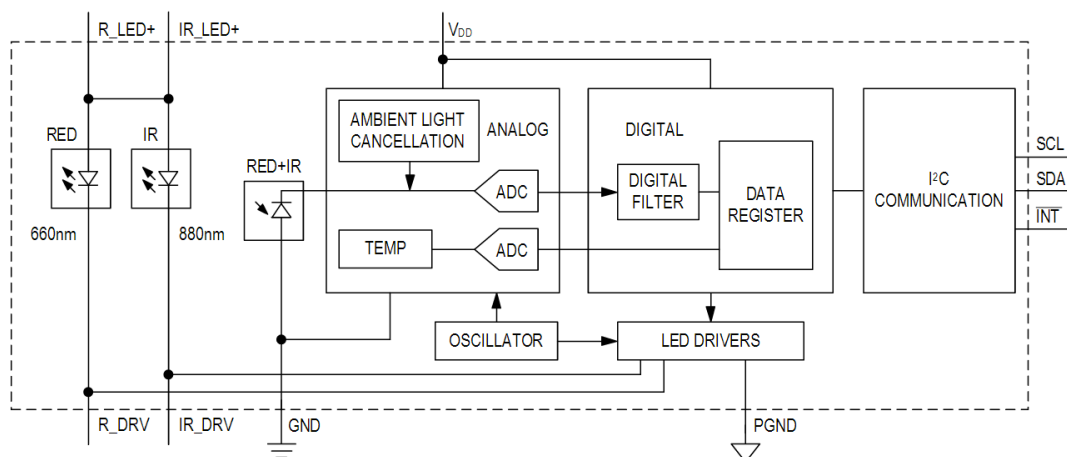 R_LED+
IR_LED+
VDD
RED
IR
RED+IR
660nm
880nm
AMBIENT LIGHT
CANCELLATION
ANALOG
ADC
TEMP
ADC
DIGITAL
DIGITAL
FILTER
DATA
REGISTER
I²C
COMMUNICATION
SCL
SDA
INT
OSCILLATOR
LED DRIVERS
R_DRV
IR_DRV
GND
PGND